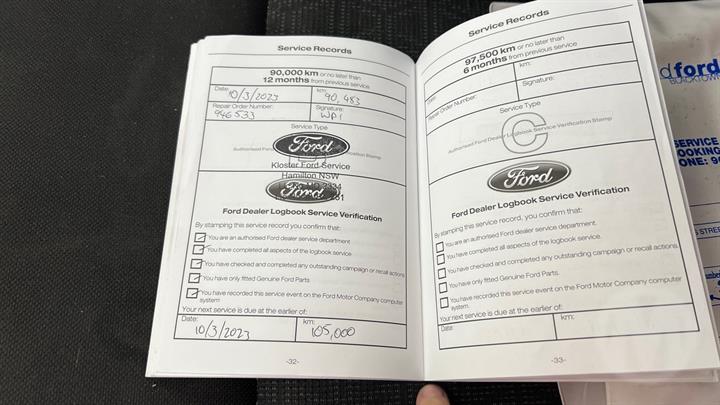 Service Records
90,000 km or no later than
12 months from previous service
Date: 10/3/2023
km: 90,483
Repair Order Number: 946533
Signature:
Service Type
Ford
Kloster Ford Service
Hamilton NSW
Ford
Ford Dealer Logbook Service Verification
By stamping this service record you confirm that:
You are an authorised Ford dealer service department
You have completed all aspects of the logbook service
You have checked and completed any outstanding campaign or recall actions
You have only fitted Genuine Ford Parts
You have recorded this service event on the Ford Motor Company computer
system
Your next service is due at the earlier of:
Date: 10/3/2023
km: 105,000
-32-
Service Records
97,500 km or no later than
6 months from previous service
Date:
km:
Repair Order Number:
Signature:
Service Type
C
Authorised Ford Dealer Logbook Service Verification Stamp
Ford
Ford Dealer Logbook Service Verification
By stamping this service record, you confirm that:
You are an authorised Ford dealer service department.
You have completed all aspects of the logbook service.
You have checked and completed any outstanding campaign or recall actions.
You have only fitted Genuine Ford Parts.
You have recorded this service event on the Ford Motor Company computer
system.
Your next service is due at the earlier of:
Date:
km:
-33-
dford
BLACKTOWN
SERVICE